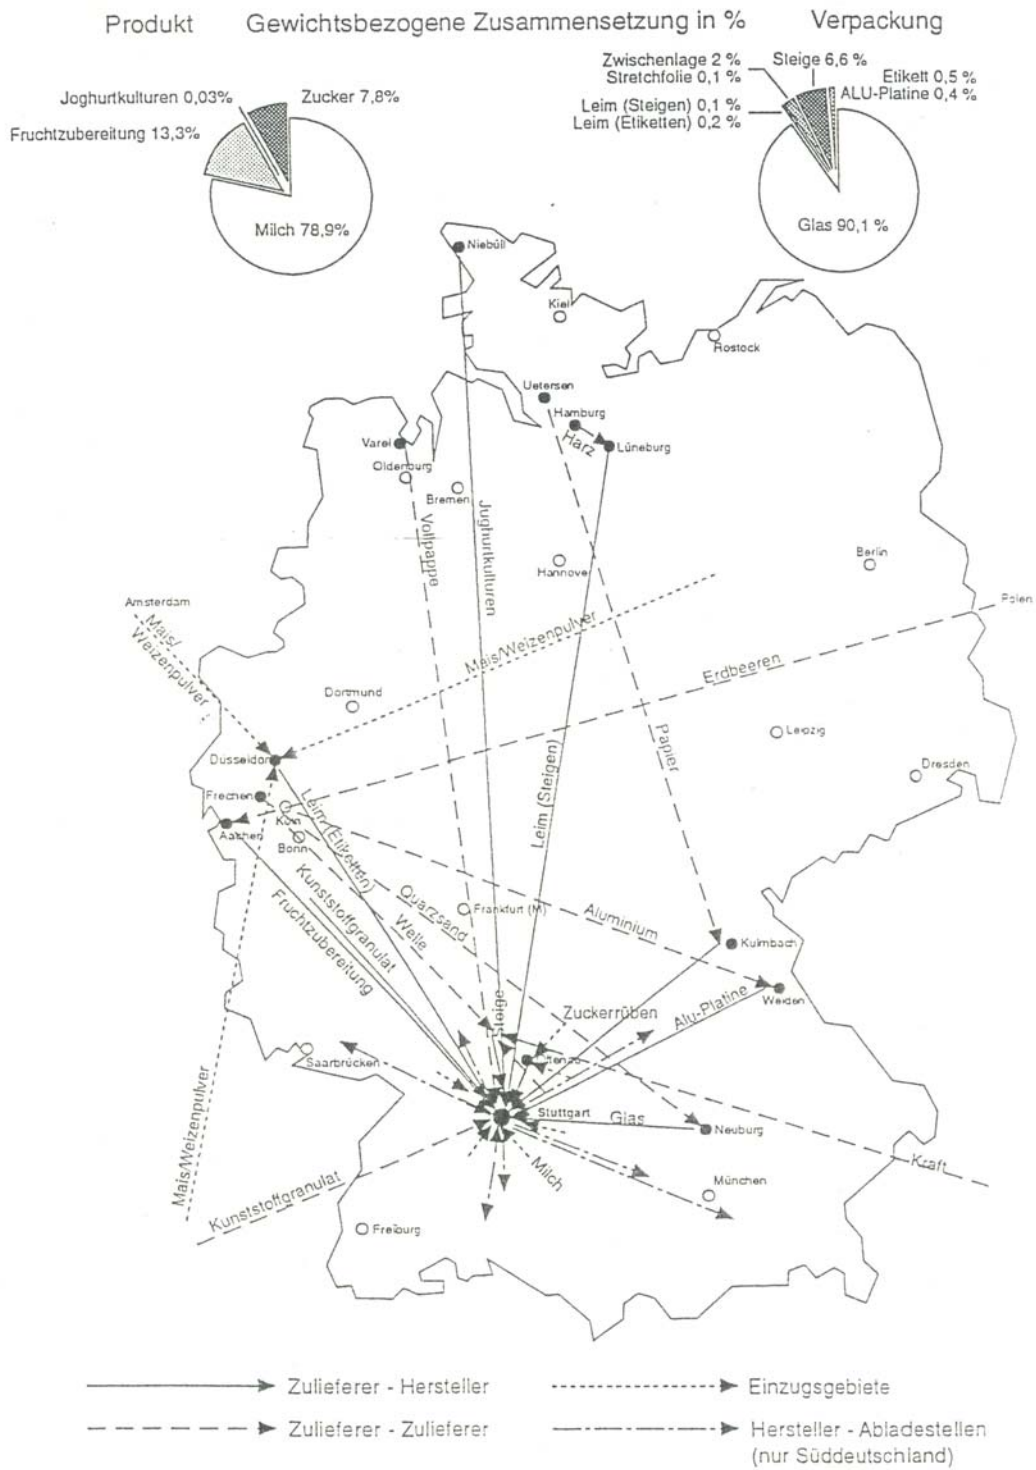 Produkt
Gewichtsbezogene Zusammensetzung in %
Verpackung
Joghurtkulturen 0,03%
Zucker 7,8%
Fruchtzubereitung 13,3%
Milch 78,9%
Zwischenlage 2 %
Steige 6,6 %
Stretchfolie 0,1 %
Etikett 0,5 %
ALU-Platine 0,4 %
Leim (Steigen) 0,1 %
Leim (Etiketten) 0,2 %
Glas 90,1 %
Niebüll
Kiel
Rostock
Uetersen
Hamburg
Harz
Lüneburg
Varel
Oldenburg
Bremen
Vollpappe
Jughurtkulturen
Hannove
Berlin
Amsterdam
Polen
Mais/
Weizenpulver
Mais/Weizenpulver
Erdbeeren
Dortmund
Leipzig
Papier
Düsseldorf
Dresden
Frechen
Köln
Aachen
Bonn
Leim (Etiketten)
Leim (Steigen)
Kunststoffgranulat
Fruchtzubereitung
Quarzsand
Welle
Frankfurt (M)
Aluminium
Kulmbach
Weiden
Alu-Platine
Steige
Zuckerrüben
Saarbrücken
Stuttgart
Glas
Neuburg
Mais/Weizenpulver
Kunststoffgranulat
Milch
München
Kraft
Freiburg
Zulieferer - Hersteller
Einzugsgebiete
Zulieferer - Zulieferer
Hersteller - Abladestellen
(nur Süddeutschland)